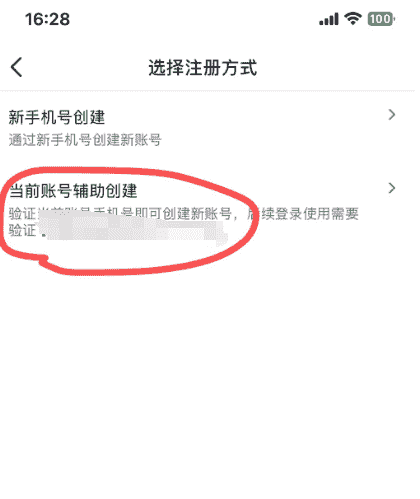 16:28
100
选择注册方式
新手机号创建
通过新手机号创建新账号
当前账号辅助创建
验证当前账号手机号即可创建新账号，后续登录使用需要
验证。